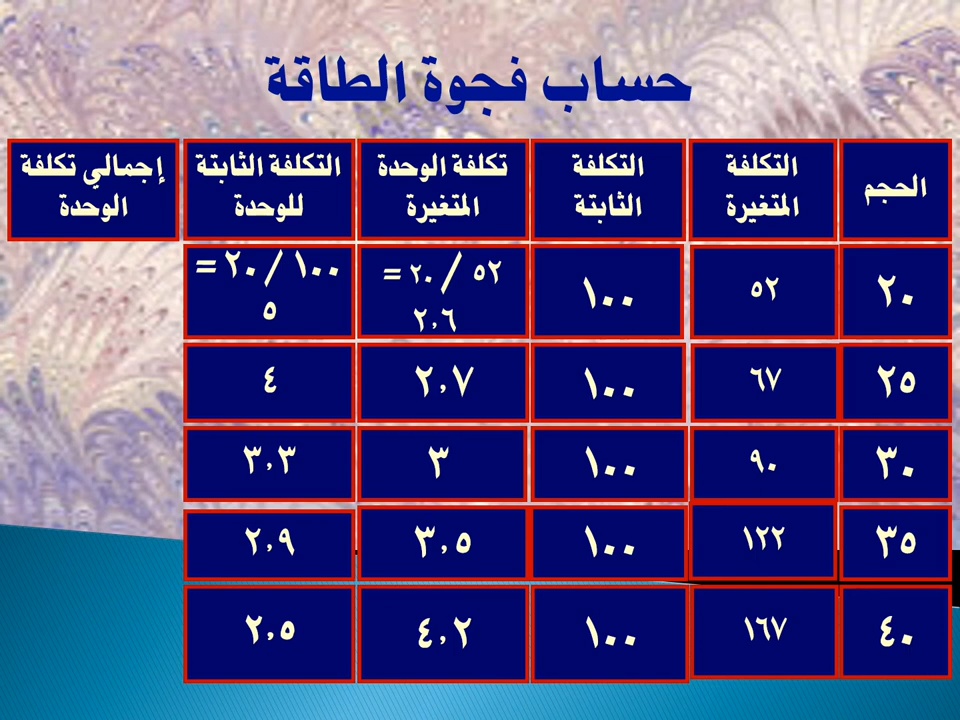 حساب فجوة الطاقة
الحجم
التكلفة
المتغيرة
التكلفة
الثابتة
تكلفة الوحدة
المتغيرة
التكلفة الثابتة
للوحدة
إجمالي تكلفة
الوحدة
٢٠
٥٢
١٠٠
٥٢ / ٢٠ =
٢,٦
١٠٠ / ٢٠ =
٥
٢٥
٦٧
١٠٠
٢,٧
٤
٣٠
٩٠
١٠٠
٣
٣,٣
٣٥
١٢٢
١٠٠
٣,٥
٢,٩
٤٠
١٦٧
١٠٠
٤,٢
٢,٥